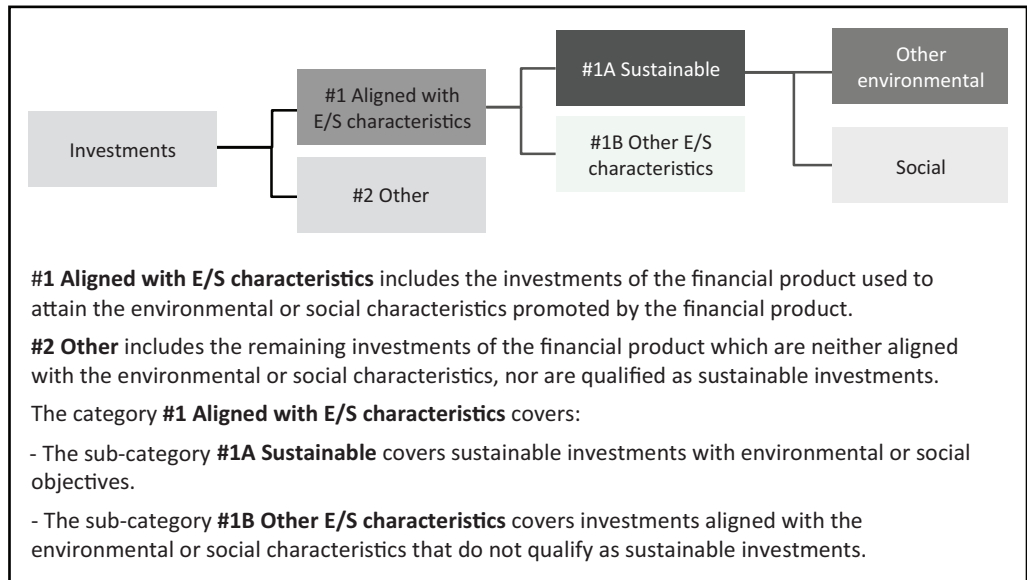 Investments
#1 Aligned with
E/S characteristics
#2 Other
#1A Sustainable
#1B Other E/S
characteristics
Other
environmental
Social
#1 Aligned with E/S characteristics includes the investments of the financial product used to
attain the environmental or social characteristics promoted by the financial product.
#2 Other includes the remaining investments of the financial product which are neither aligned
with the environmental or social characteristics, nor are qualified as sustainable investments.
The category #1 Aligned with E/S characteristics covers:
- The sub-category #1A Sustainable covers sustainable investments with environmental or social
objectives.
- The sub-category #1B Other E/S characteristics covers investments aligned with the
environmental or social characteristics that do not qualify as sustainable investments.